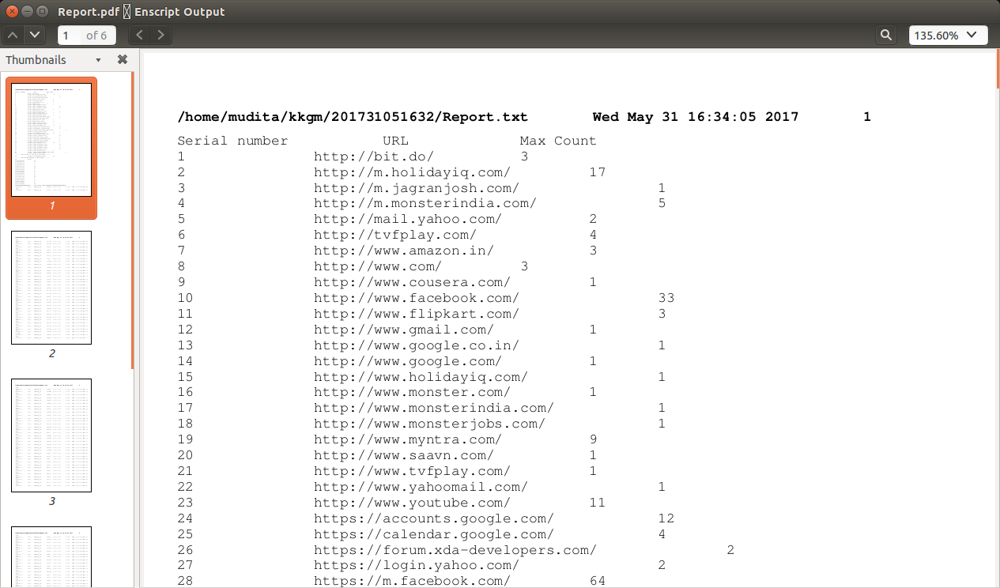 Report.pdf Enscript Output
1 of 6
135.60%
Thumbnails
1
2
3
/home/mudita/kkgm/201731051632/Report.txt Wed May 31 16:34:05 2017 1
Serial number URL Max Count
1 http://bit.do/ 3
2 http://m.holidayiq.com/ 17
3 http://m.jagranjosh.com/ 1
4 http://m.monsterindia.com/ 5
5 http://mail.yahoo.com/ 2
6 http://tvfplay.com/ 4
7 http://www.amazon.in/ 3
8 http://www.com/ 3
9 http://www.cousera.com/ 1
10 http://www.facebook.com/ 33
11 http://www.flipkart.com/ 3
12 http://www.gmail.com/ 1
13 http://www.google.co.in/ 1
14 http://www.google.com/ 1
15 http://www.holidayiq.com/ 1
16 http://www.monster.com/ 1
17 http://www.monsterindia.com/ 1
18 http://www.monsterjobs.com/ 1
19 http://www.myntra.com/ 9
20 http://www.saavn.com/ 1
21 http://www.tvfplay.com/ 1
22 http://www.yahoomail.com/ 1
23 http://www.youtube.com/ 11
24 https://accounts.google.com/ 12
25 https://calendar.google.com/ 4
26 https://forum.xda-developers.com/ 2
27 https://login.yahoo.com/ 2
28 https://m.facebook.com/ 64